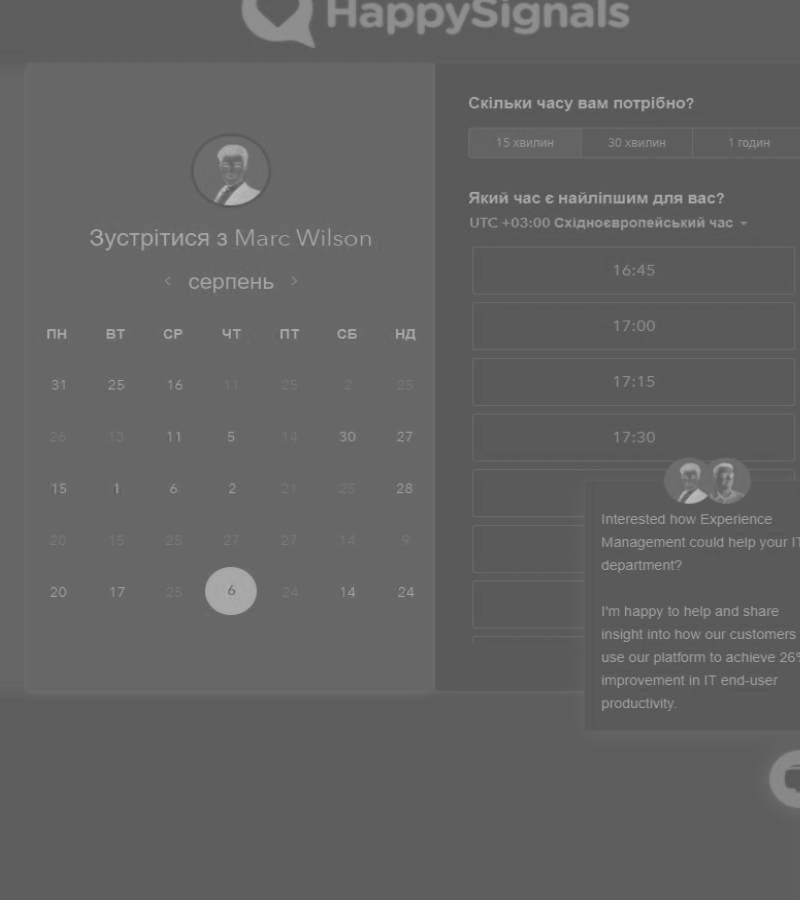 HappySignals
Зустрітися з Marc Wilson
серпень
ПН ВТ СР ЧТ ПТ СБ НД
31 25 16 11 25 2 25
26 13 11 5 14 30 27
15 1 6 2 21 25 28
20 15 25 27 27 14 9
20 17 25 6 24 14 24
Скільки часу вам потрібно?
15 хвилин 30 хвилин 1 годин
Який час є найліпшим для вас?
UTC +03:00 Східноєвропейський час
16:45
17:00
17:15
17:30
Interested how Experience
Management could help your IT
department?
I'm happy to help and share
insight into how our customers
use our platform to achieve 26%
improvement in IT end-user
productivity.